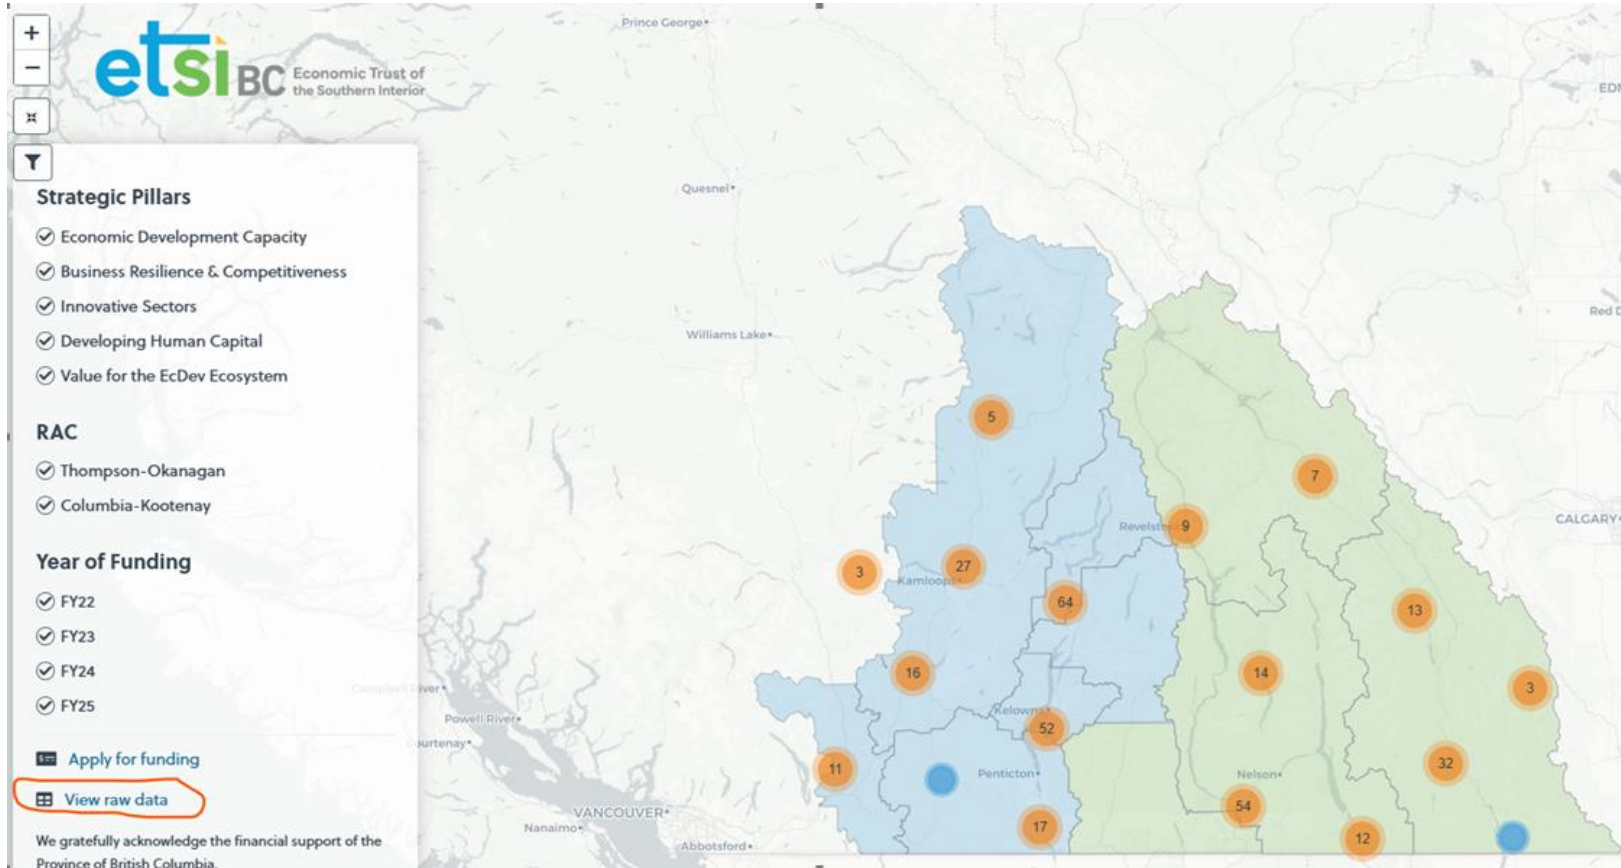 etsi BC Economic Trust of
the Southern Interior
Strategic Pillars
Economic Development Capacity
Business Resilience & Competitiveness
Innovative Sectors
Developing Human Capital
Value for the EcDev Ecosystem
RAC
Thompson-Okanagan
Columbia-Kootenay
Year of Funding
FY22
FY23
FY24
FY25
Apply for funding
View raw data
We gratefully acknowledge the financial support of the
Province of British Columbia.
Prince George
Quesnel
Williams Lake
Red
CALGARY
Kamloops
Campbell River
Powell River
VANCOUVER
Nanaimo
Abbotsford
Penticton
Nelson
5
7
9
3
27
64
13
16
14
3
52
11
32
54
17
12